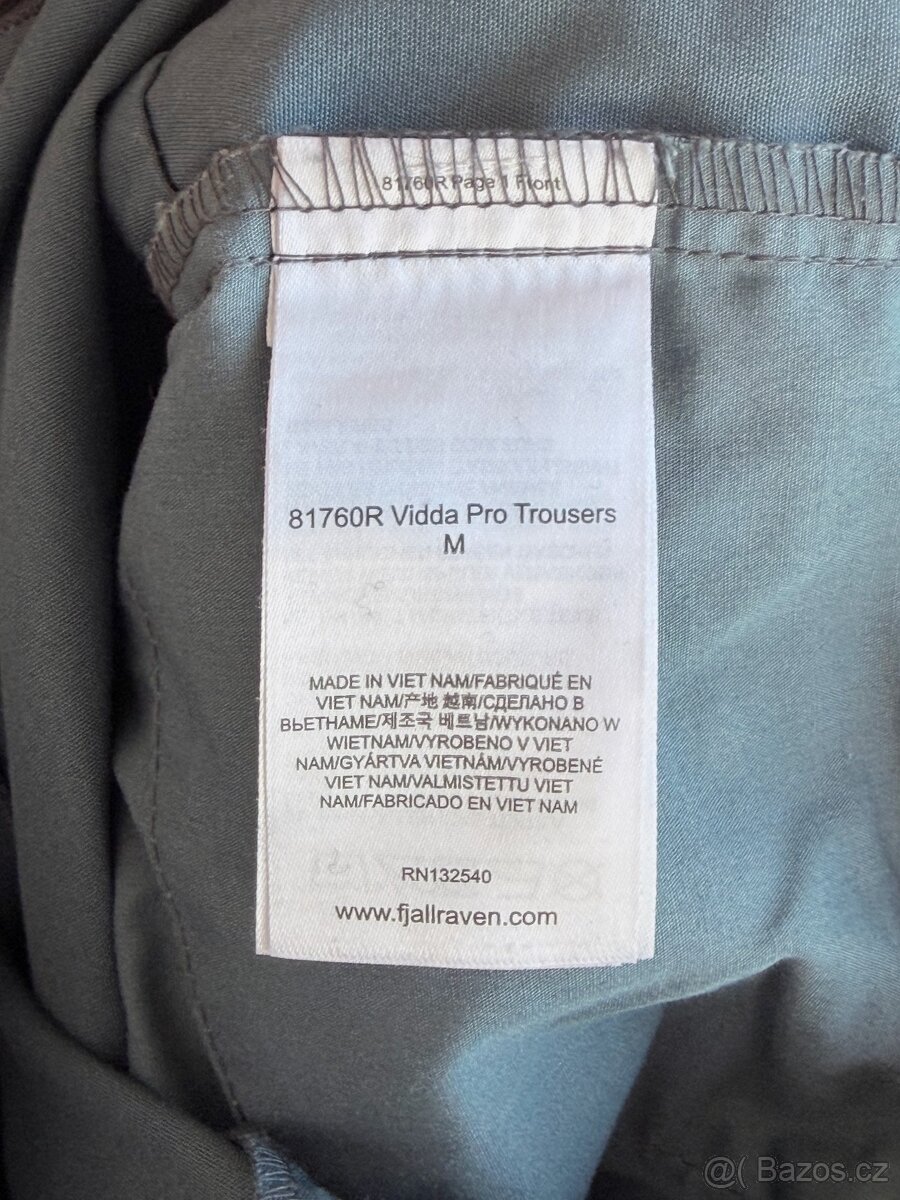 81760R Page 1 Front
81760R Vidda Pro Trousers
M
MADE IN VIET NAM/FABRIQUÉ EN
VIET NAM/产地 越南/СДЕЛАНО В
ВЬЕТНАМЕ/제조국 베트남/WYKONANO W
WIETNAM/VYROBENO V VIET
NAM/GYÁRTVA VIETNÁM/VYROBENÉ
VIET NAM/VALMISTETTU VIET
NAM/FABRICADO EN VIET NAM
RN132540
www.fjallraven.com
@( Bazos.cz